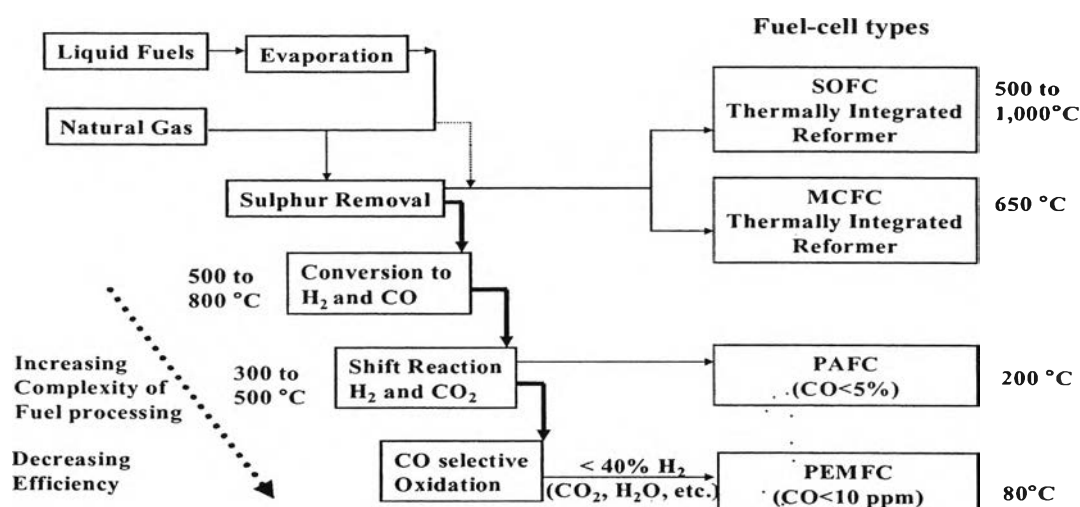 Fuel-cell types
Liquid Fuels
Evaporation
Natural Gas
SOFC
Thermally Integrated
Reformer
500 to
1,000°C
Sulphur Removal
MCFC
Thermally Integrated
Reformer
650 °C
500 to
800 °C
Conversion to
H₂ and CO
Increasing
Complexity of
Fuel processing
300 to
500 °C
Shift Reaction
H₂ and CO₂
PAFC
(CO<5%)
200 °C
Decreasing
Efficiency
CO selective
Oxidation
< 40% H₂
(CO₂, H₂O, etc.)
PEMFC
(CO<10 ppm)
80°C